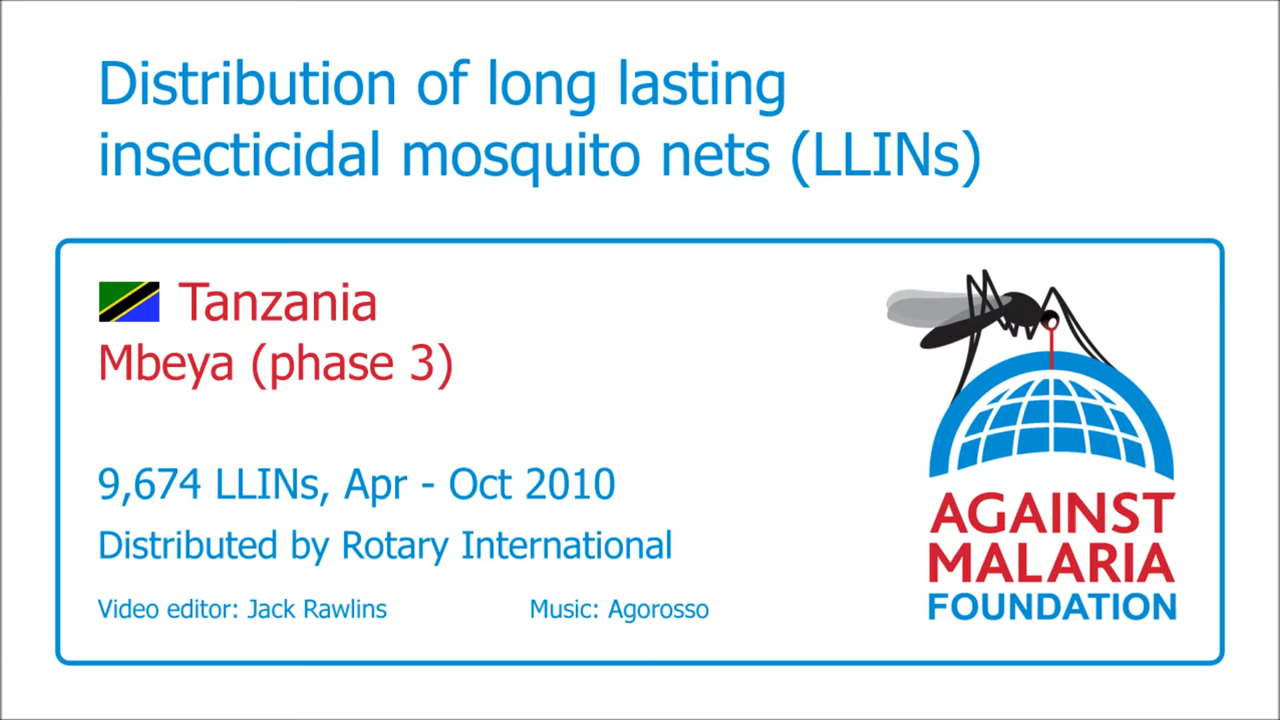 Distribution of long lasting
insecticidal mosquito nets (LLINs)
Tanzania
Mbeya (phase 3)
9,674 LLINs, Apr - Oct 2010
Distributed by Rotary International
Video editor: Jack Rawlins
Music: Agorosso
AGAINST
MALARIA
FOUNDATION